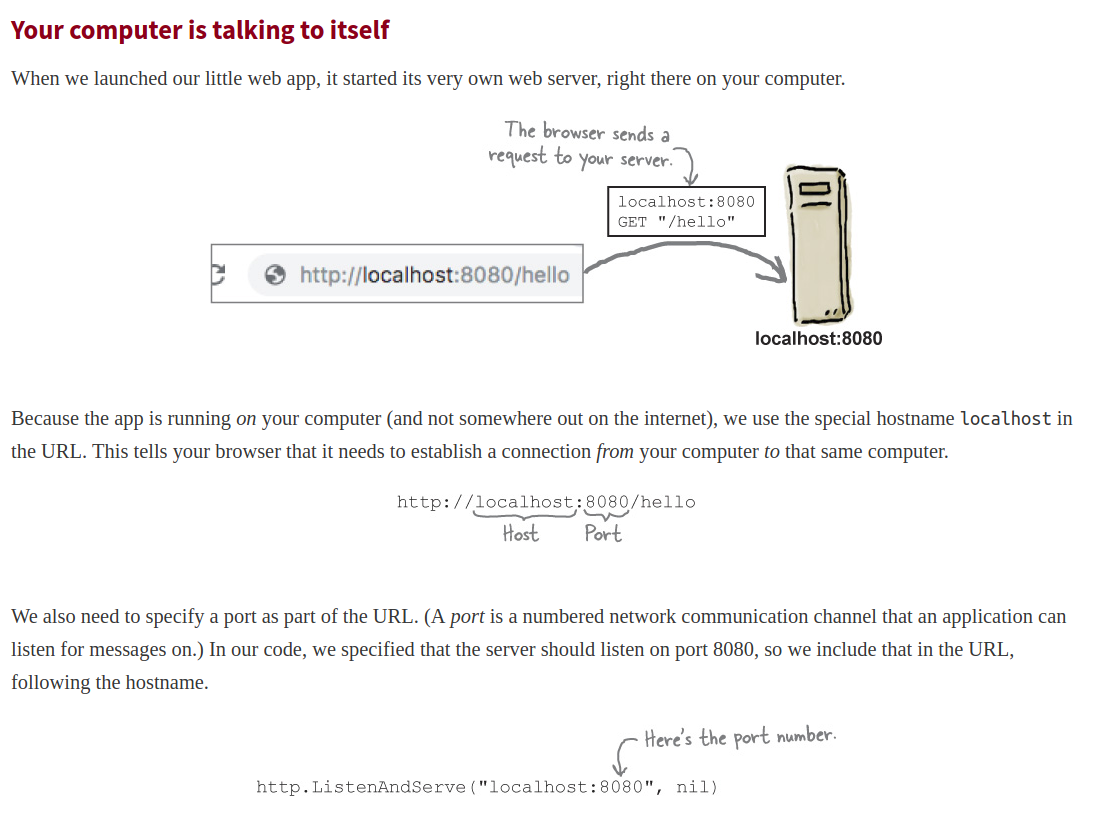 Your computer is talking to itself
When we launched our little web app, it started its very own web server, right there on your computer.
The browser sends a
request to your server.
localhost:8080
GET "/hello"
http://localhost:8080/hello
localhost:8080
Because the app is running on your computer (and not somewhere out on the internet), we use the special hostname localhost in
the URL. This tells your browser that it needs to establish a connection from your computer to that same computer.
http://localhost:8080/hello
Host Port
We also need to specify a port as part of the URL. (A port is a numbered network communication channel that an application can
listen for messages on.) In our code, we specified that the server should listen on port 8080, so we include that in the URL,
following the hostname.
Here's the port number.
http.ListenAndServe("localhost:8080", nil)